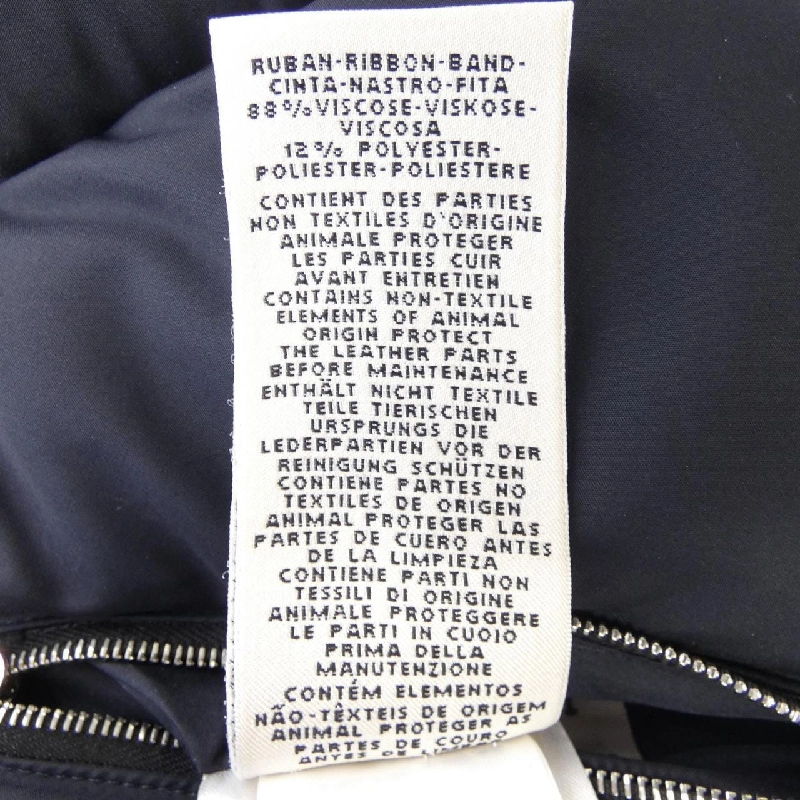 RUBAN-RIBBON-BAND-
CINTA-NASTRO-FITA
88%VISCOSE-VISKOSE-
VISCOSA
12% POLYESTER-
POLIESTER-POLIESTERE
CONTIENT DES PARTIES
NON TEXTILES D'ORIGINE
ANIMALE PROTEGER
LES PARTIES CUIR
AVANT ENTRETIEN
CONTAINS NON-TEXTILE
ELEMENTS OF ANIMAL
ORIGIN PROTECT
THE LEATHER PARTS
BEFORE MAINTENANCE
ENTHÄLT NICHT TEXTILE
TEILE TIERISCHEN
URSPRUNGS DIE
LEDERPARTIEN VOR DER
REINIGUNG SCHÜTZEN
CONTIENE PARTES NO
TEXTILES DE ORIGEN
ANIMAL PROTEGER LAS
PARTES DE CUERO ANTES
DE LA LIMPIEZA
CONTIENE PARTI NON
TESSILI DI ORIGINE
ANIMALE PROTEGGERE
LE PARTI IN CUOIO
PRIMA DELLA
MANUTENZIONE
CONTÉM ELEMENTOS
NÃO-TÊXTEIS DE ORIGEM
ANIMAL PROTEGER AS
PARTES DE COURO
ANTES DE